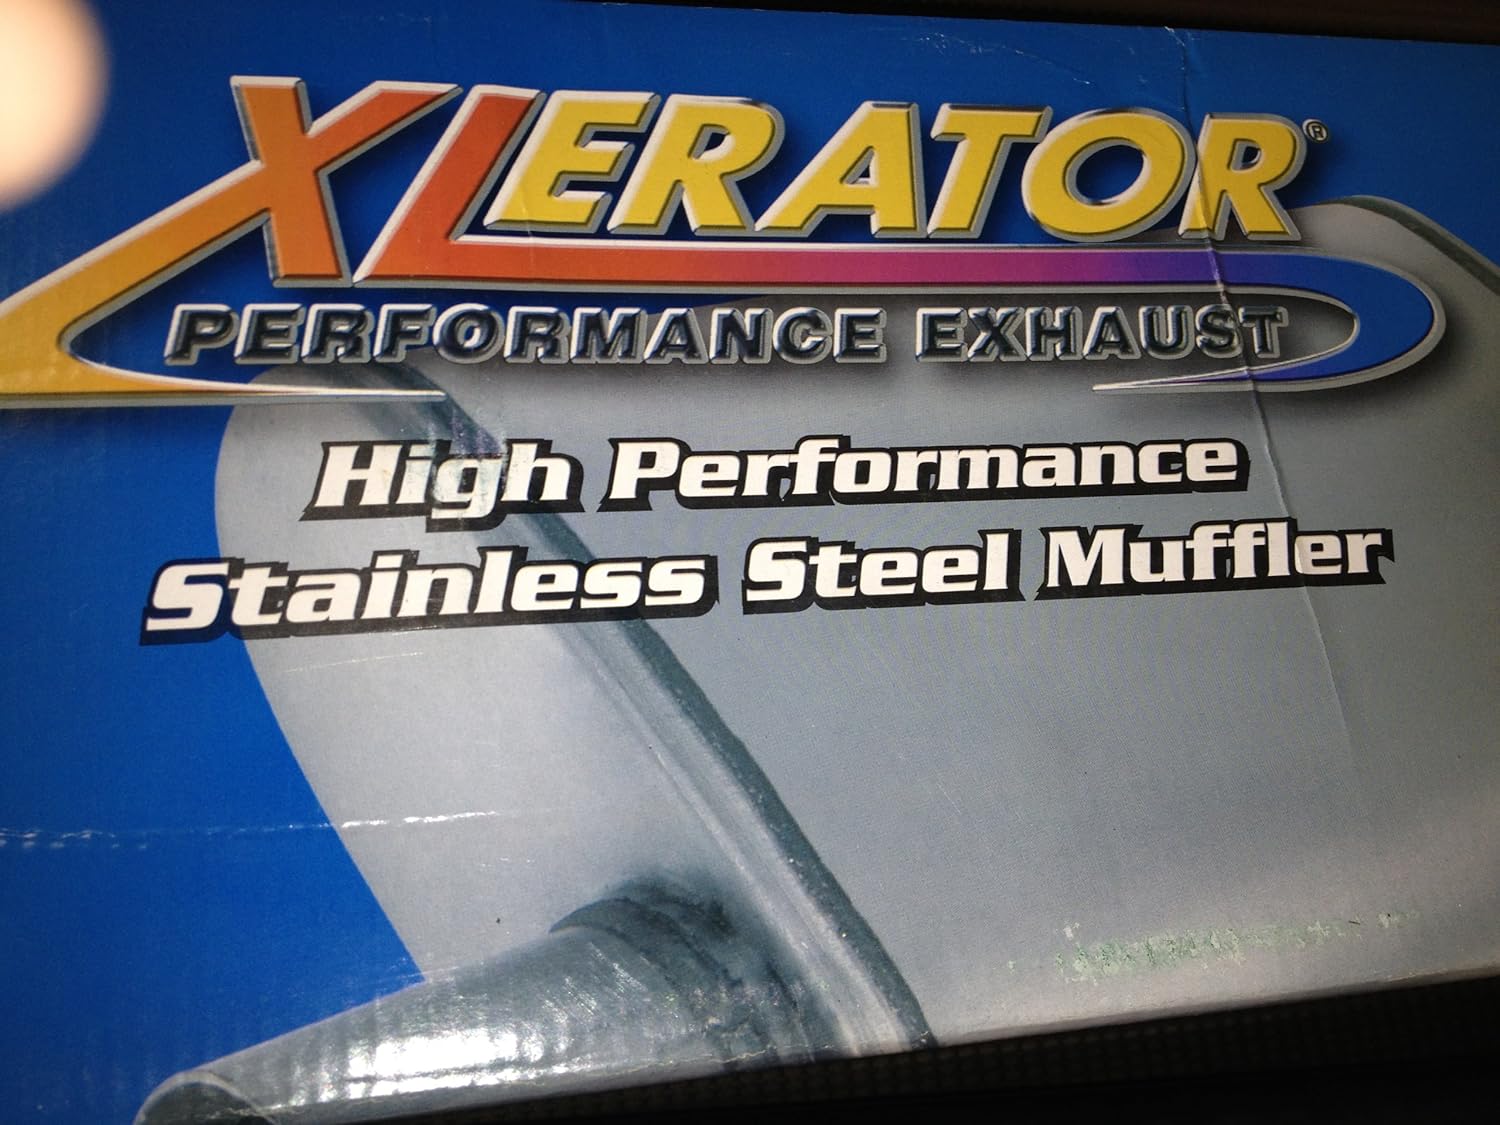 XLERATOR®
PERFORMANCE EXHAUST
High Performance
Stainless Steel Muffler